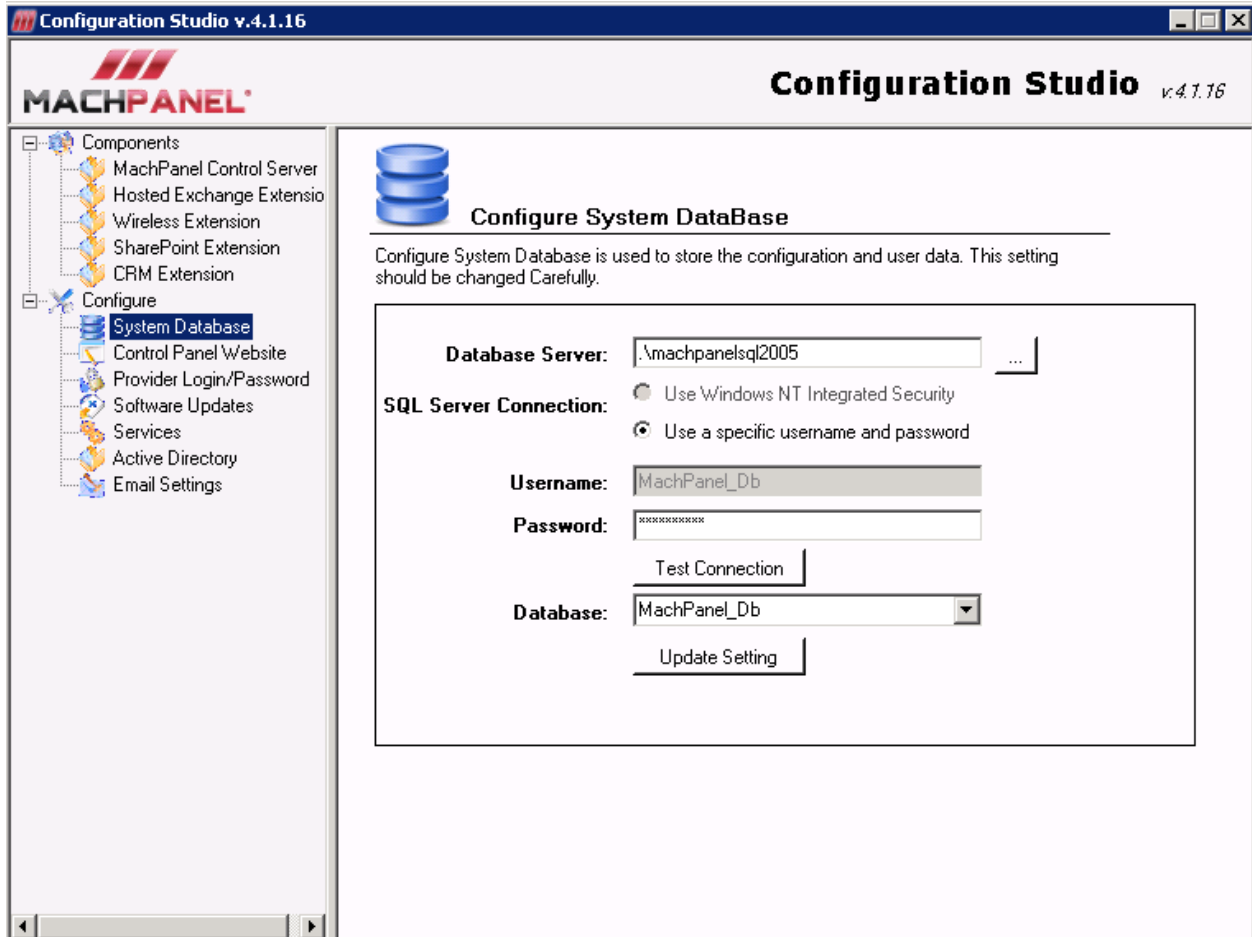 Configuration Studio v.4.1.16
MACHPANEL
Configuration Studio v.4.1.16
Components
MachPanel Control Server
Hosted Exchange Extensio
Wireless Extension
SharePoint Extension
CRM Extension
Configure
System Database
Control Panel Website
Provider Login/Password
Software Updates
Services
Active Directory
Email Settings
Configure System DataBase
Configure System Database is used to store the configuration and user data. This setting
should be changed Carefully.
Database Server: .\machpanelsql2005 ...
SQL Server Connection: Use Windows NT Integrated Security
Use a specific username and password
Username: MachPanel_Db
Password: **********
Test Connection
Database: MachPanel_Db
Update Setting